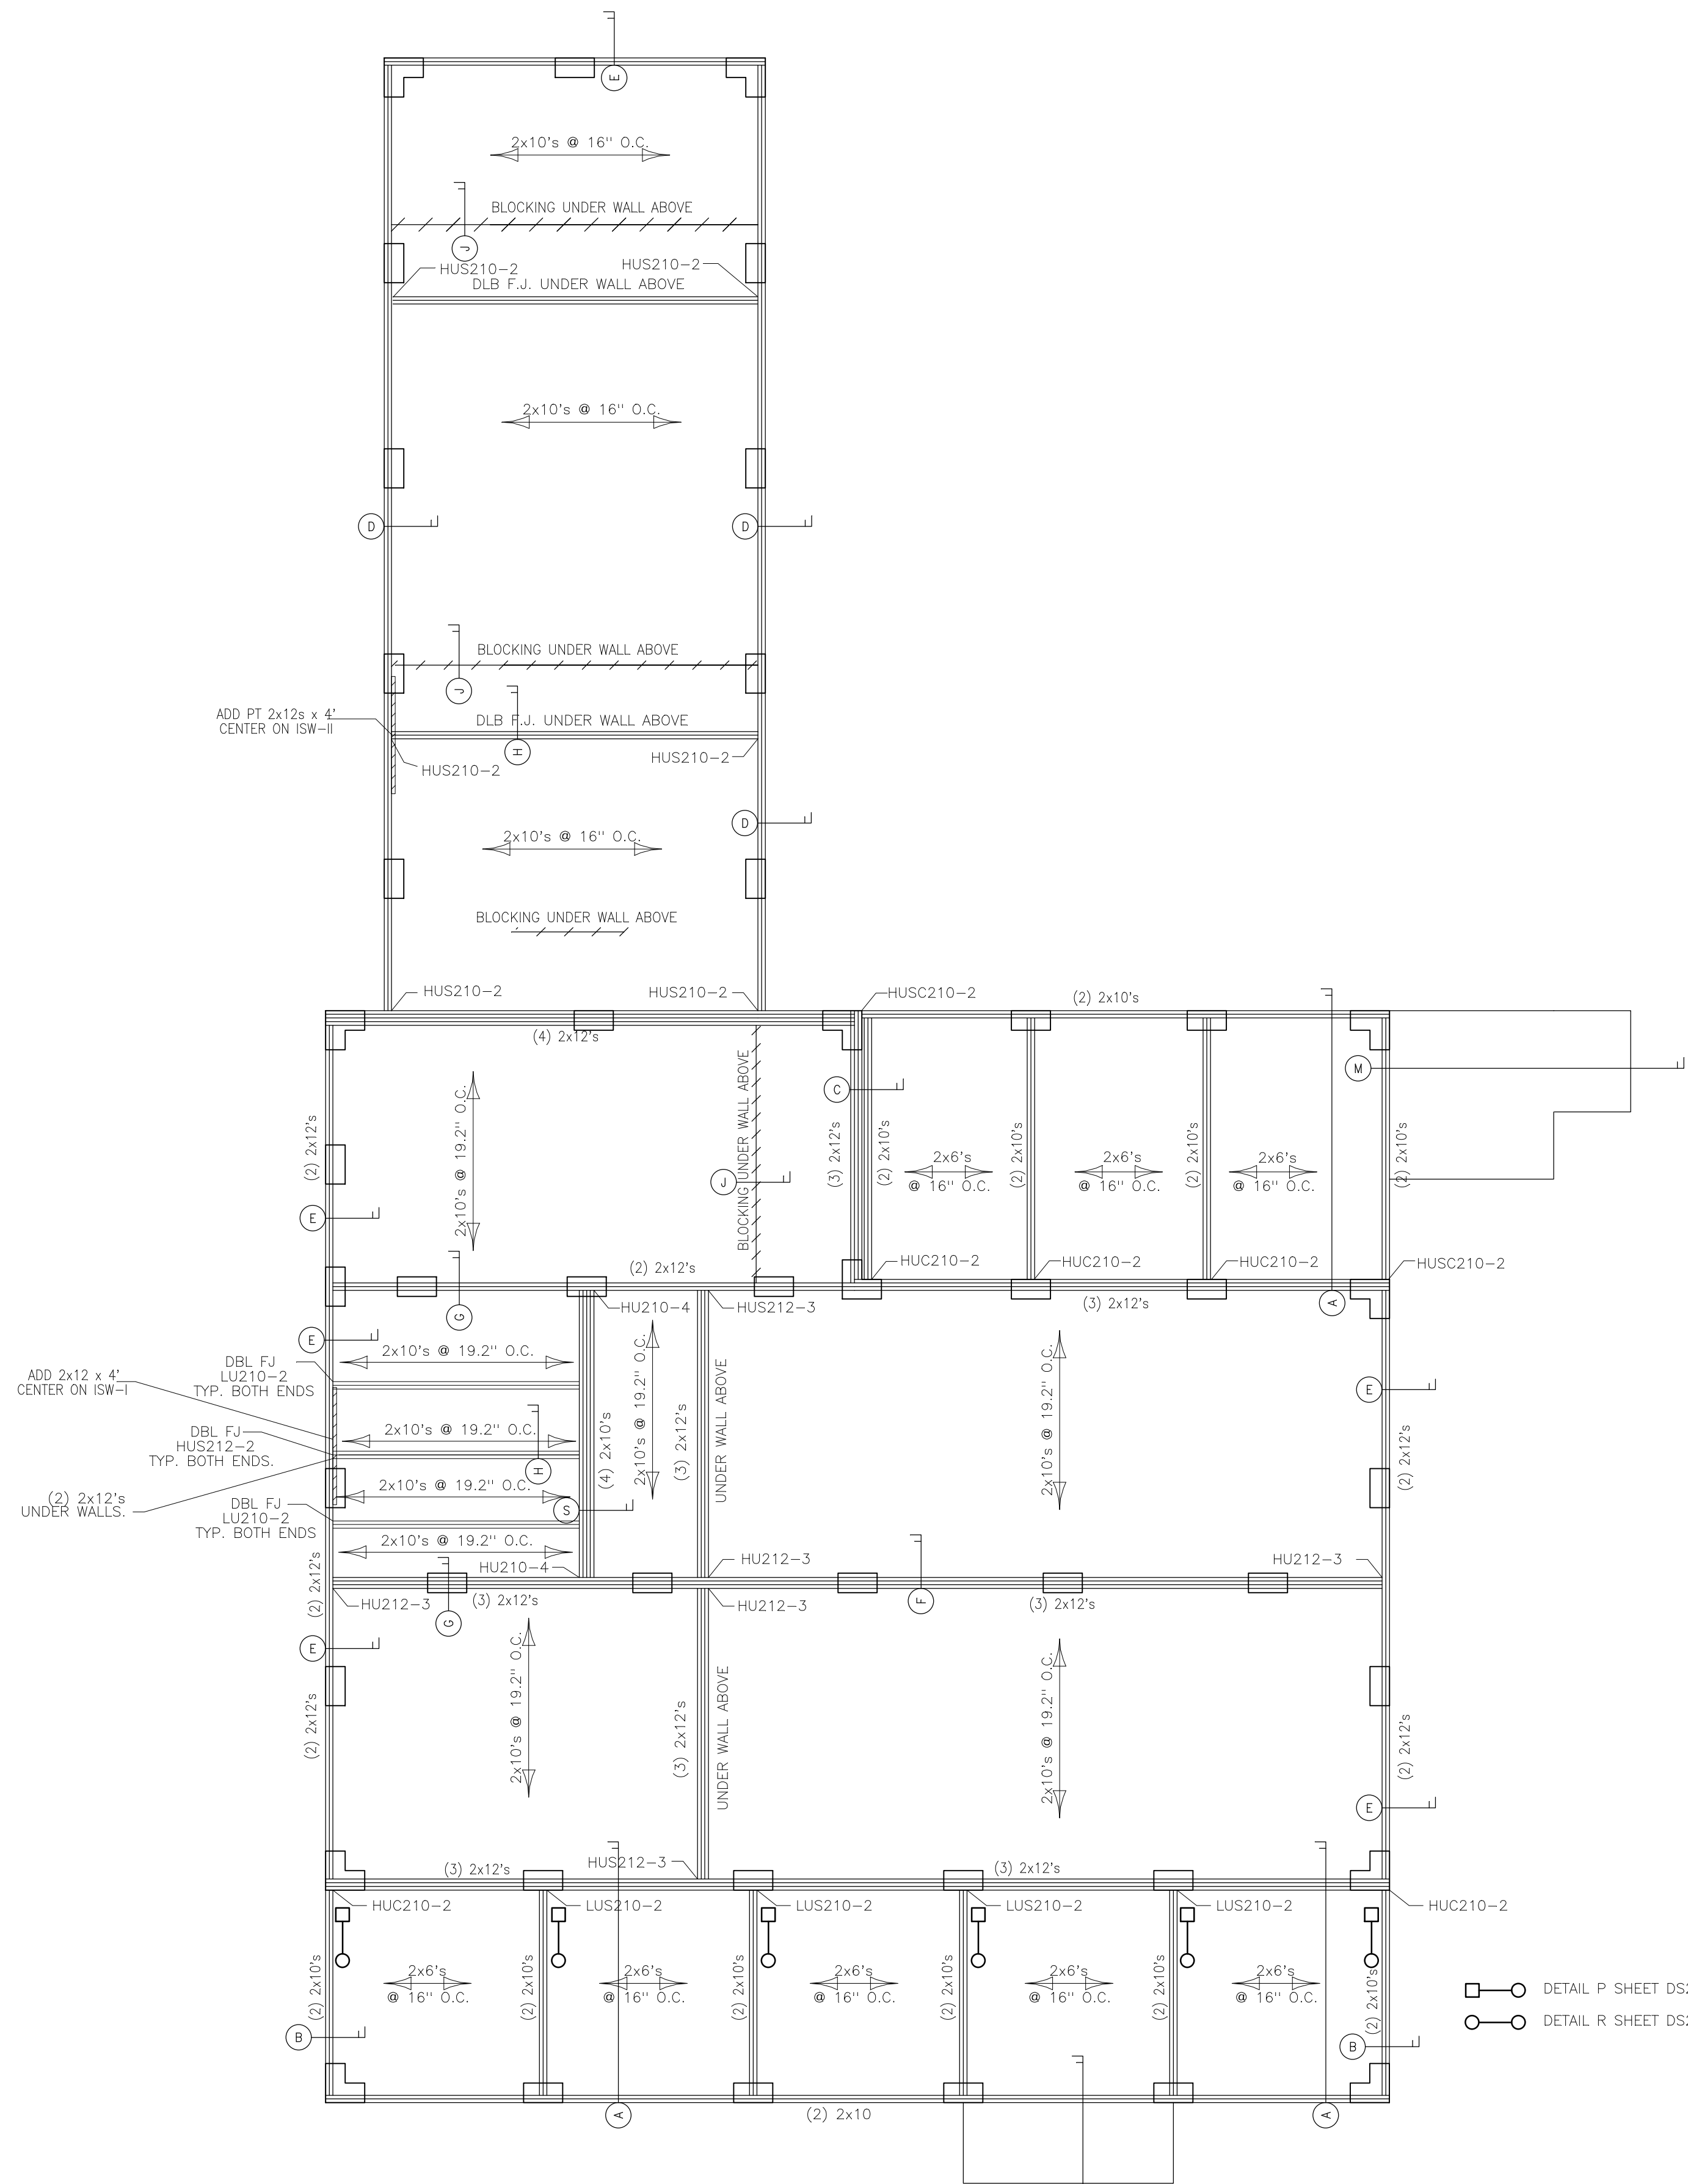 E
2x10's @ 16" O.C.
BLOCKING UNDER WALL ABOVE
J
HUS210-2
HUS210-2
DLB F.J. UNDER WALL ABOVE
2x10's @ 16" O.C.
D
D
BLOCKING UNDER WALL ABOVE
J
ADD PT 2x12s x 4'
CENTER ON ISW-II
DLB F.J. UNDER WALL ABOVE
H
HUS210-2
HUS210-2
D
2x10's @ 16" O.C.
BLOCKING UNDER WALL ABOVE
HUS210-2
HUS210-2
HUSC210-2
(2) 2x10's
(4) 2x12's
M
C
(2) 2x12's
2x10's @ 19.2" O.C.
BLOCKING UNDER WALL ABOVE
(3) 2x12's
(2) 2x10's
2x6's
@ 16" O.C.
(2) 2x10's
2x6's
@ 16" O.C.
(2) 2x10's
2x6's
@ 16" O.C.
(2) 2x10's
J
E
(2) 2x12's
HUC210-2
HUC210-2
HUC210-2
HUSC210-2
G
HU210-4
HUS212-3
(3) 2x12's
A
E
2x10's @ 19.2" O.C.
DBL FJ
LU210-2
TYP. BOTH ENDS
ADD 2x12 x 4'
CENTER ON ISW-I
2x10's @ 19.2" O.C.
DBL FJ
HUS212-2
TYP. BOTH ENDS.
H
2x10's @ 19.2" O.C.
(2) 2x12's
UNDER WALLS.
DBL FJ
LU210-2
TYP. BOTH ENDS
S
2x10's @ 19.2" O.C.
(4) 2x10's
2x10's @ 19.2" O.C.
(3) 2x12's
UNDER WALL ABOVE
2x10's @ 19.2" O.C.
E
(2) 2x12's
HU210-4
HU212-3
HU212-3
(2) 2x12's
HU212-3
(3) 2x12's
HU212-3
F
(3) 2x12's
G
E
(2) 2x12's
2x10's @ 19.2" O.C.
(3) 2x12's
UNDER WALL ABOVE
2x10's @ 19.2" O.C.
(2) 2x12's
E
(3) 2x12's
HUS212-3
(3) 2x12's
HUC210-2
LUS210-2
LUS210-2
LUS210-2
LUS210-2
HUC210-2
(2) 2x10's
2x6's
@ 16" O.C.
(2) 2x10's
2x6's
@ 16" O.C.
(2) 2x10's
2x6's
@ 16" O.C.
(2) 2x10's
2x6's
@ 16" O.C.
(2) 2x10's
2x6's
@ 16" O.C.
(2) 2x10's
DETAIL P SHEET DS2
DETAIL R SHEET DS2
B
B
A
(2) 2x10
A